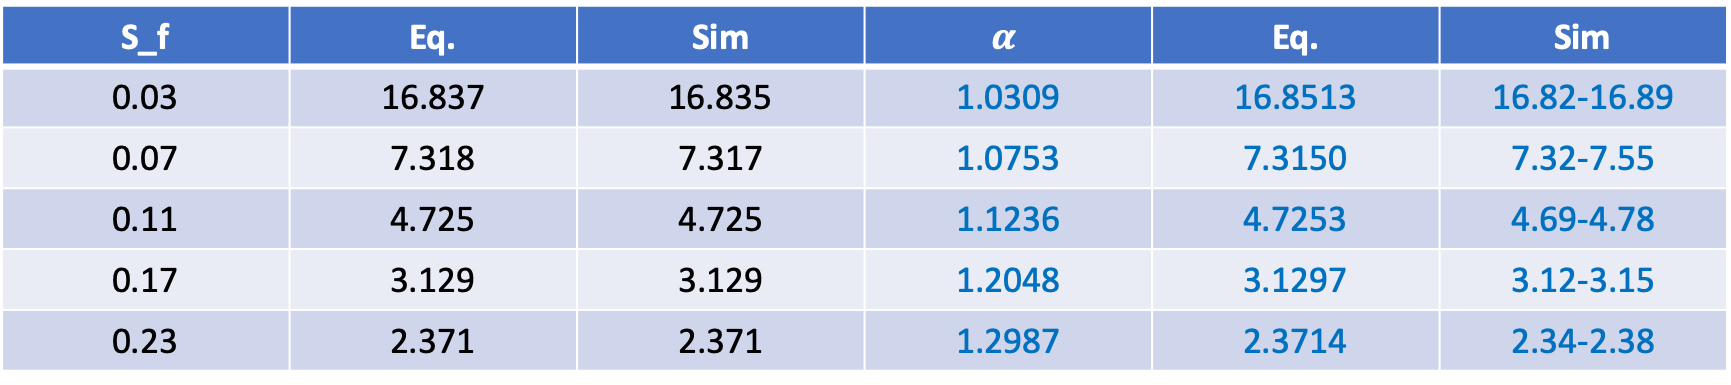 S_f Eq. Sim α Eq. Sim
0.03 16.837 16.835 1.0309 16.8513 16.82-16.89
0.07 7.318 7.317 1.0753 7.3150 7.32-7.55
0.11 4.725 4.725 1.1236 4.7253 4.69-4.78
0.17 3.129 3.129 1.2048 3.1297 3.12-3.15
0.23 2.371 2.371 1.2987 2.3714 2.34-2.38